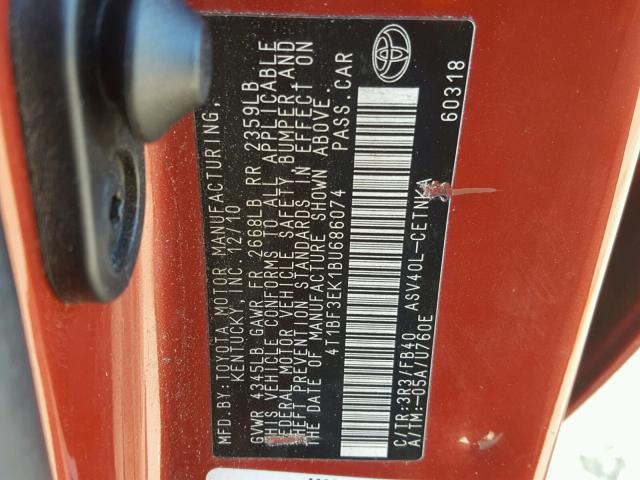 MFD.BY: TOYOTA MOTOR MANUFACTURING,
KENTUCKY, INC. 12/10
GVWR 4345LB GAWR FR 2668LB RR 2359LB
THIS VEHICLE CONFORMS TO ALL APPLICABLE
FEDERAL MOTOR VEHICLE SAFETY, BUMPER, AND
THEFT PREVENTION STANDARDS IN EFFECT ON
THE DATE OF MANUFACTURE SHOWN ABOVE.
4T1BF3EK1BU686074 PASS. CAR
C/TR:3R3/FB40 ASV40L-CETNKA
A/TM:-05A/U760E
60318